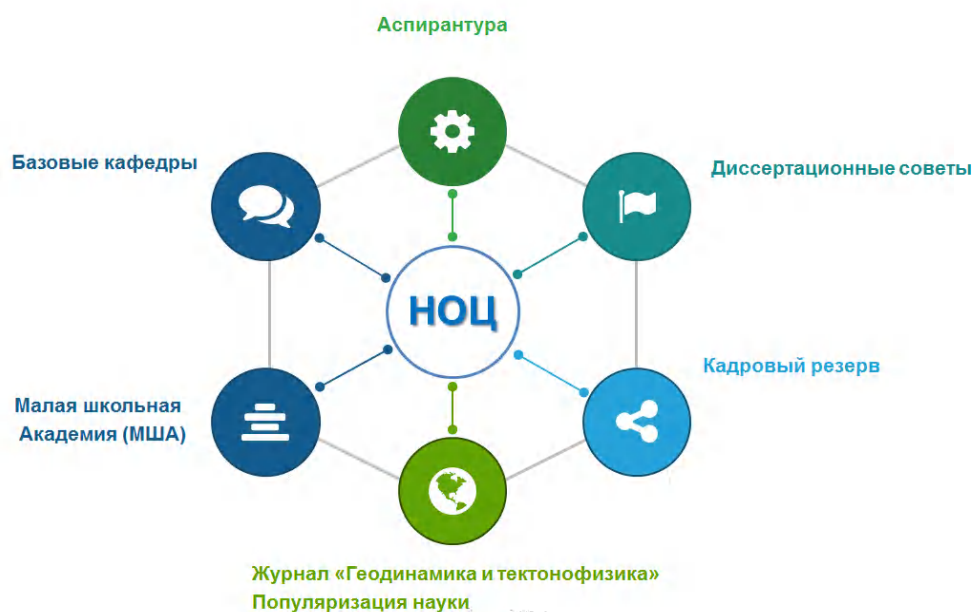 Аспирантура
Базовые кафедры
Диссертационные советы
НОЦ
Кадровый резерв
Малая школьная
Академия (МША)
Журнал «Геодинамика и тектонофизика»
Популяризация науки